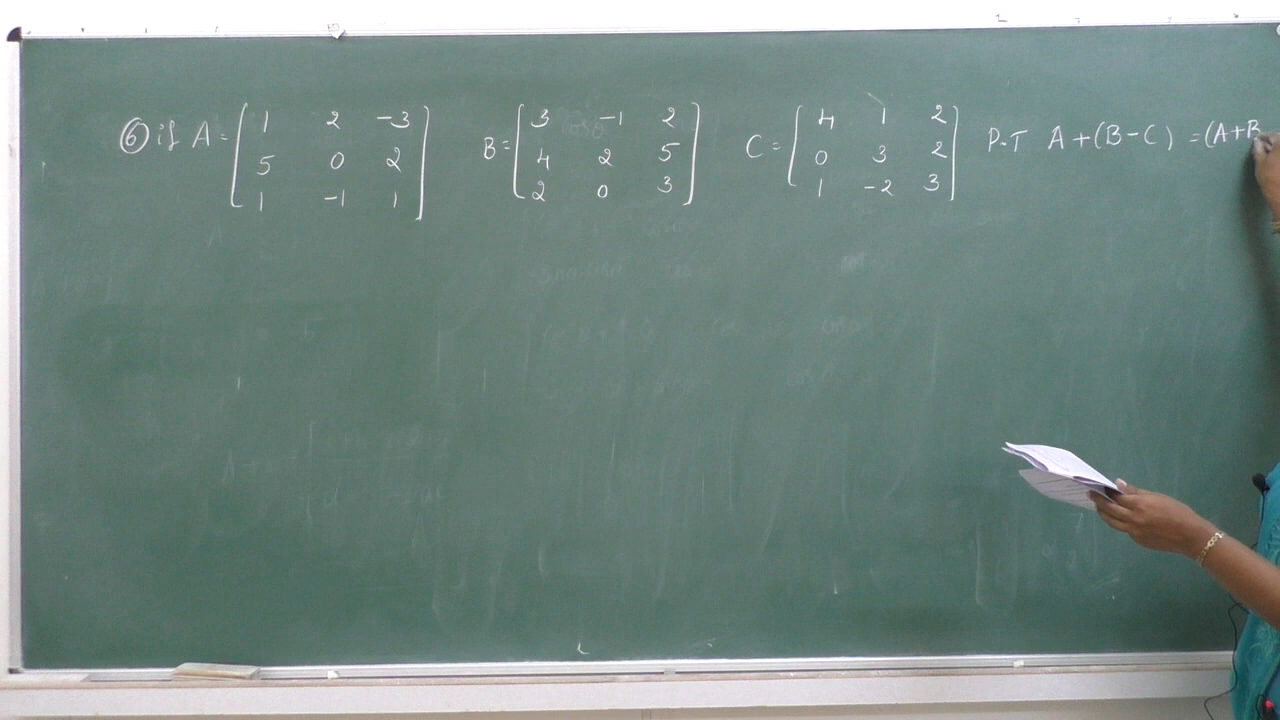 ⑥ if A = [ 1 2 -3 B = [ 3 -1 2 ] C = [ 4 1 2 P.T A + (B - C) = (A + B
5 0 2 4 2 5 0 3 2
1 -1 1 ] 2 0 3 1 -2 3 ]